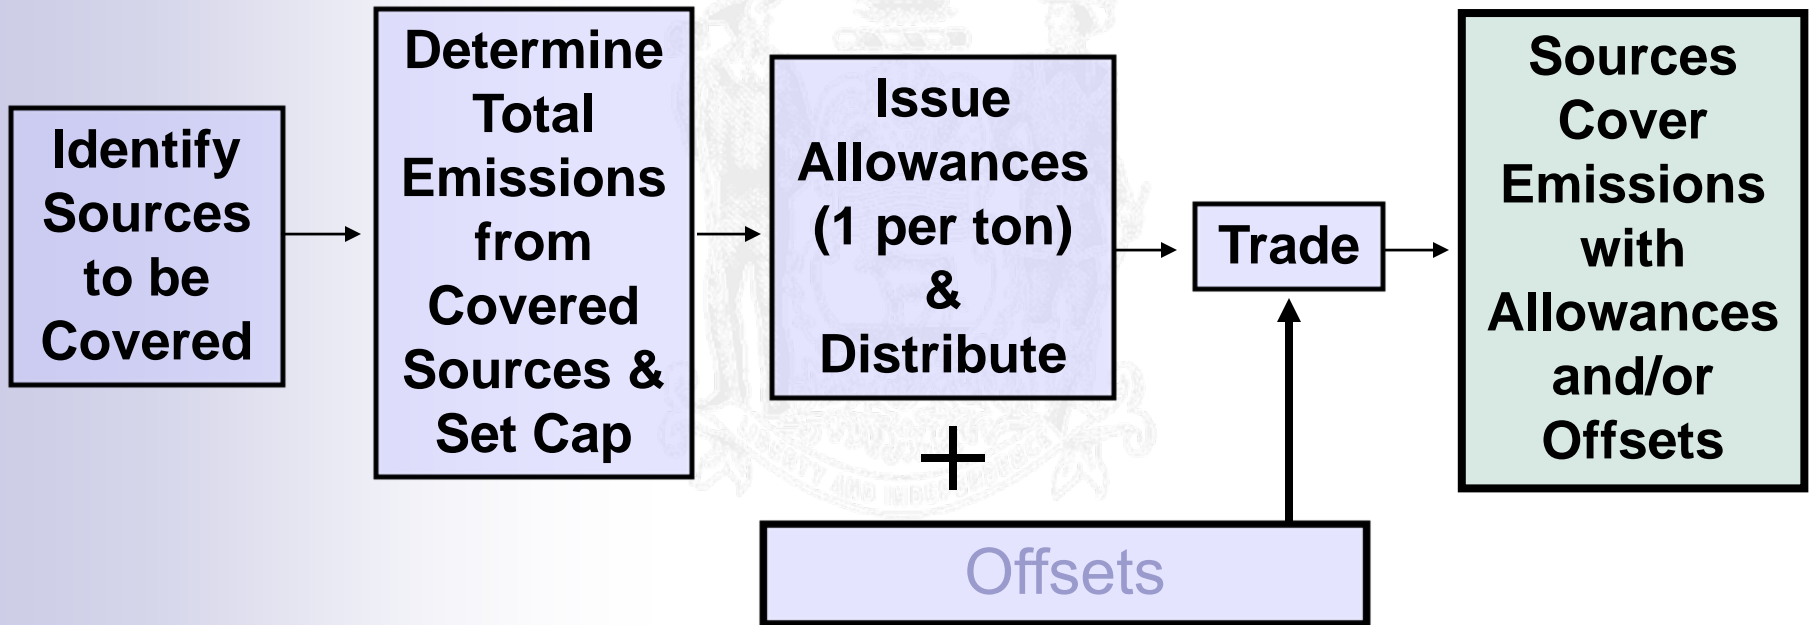 Identify
Sources
to be
Covered
Determine
Total
Emissions
from
Covered
Sources &
Set Cap
Issue
Allowances
(1 per ton)
&
Distribute
+
Offsets
Trade
Sources
Cover
Emissions
with
Allowances
and/or
Offsets